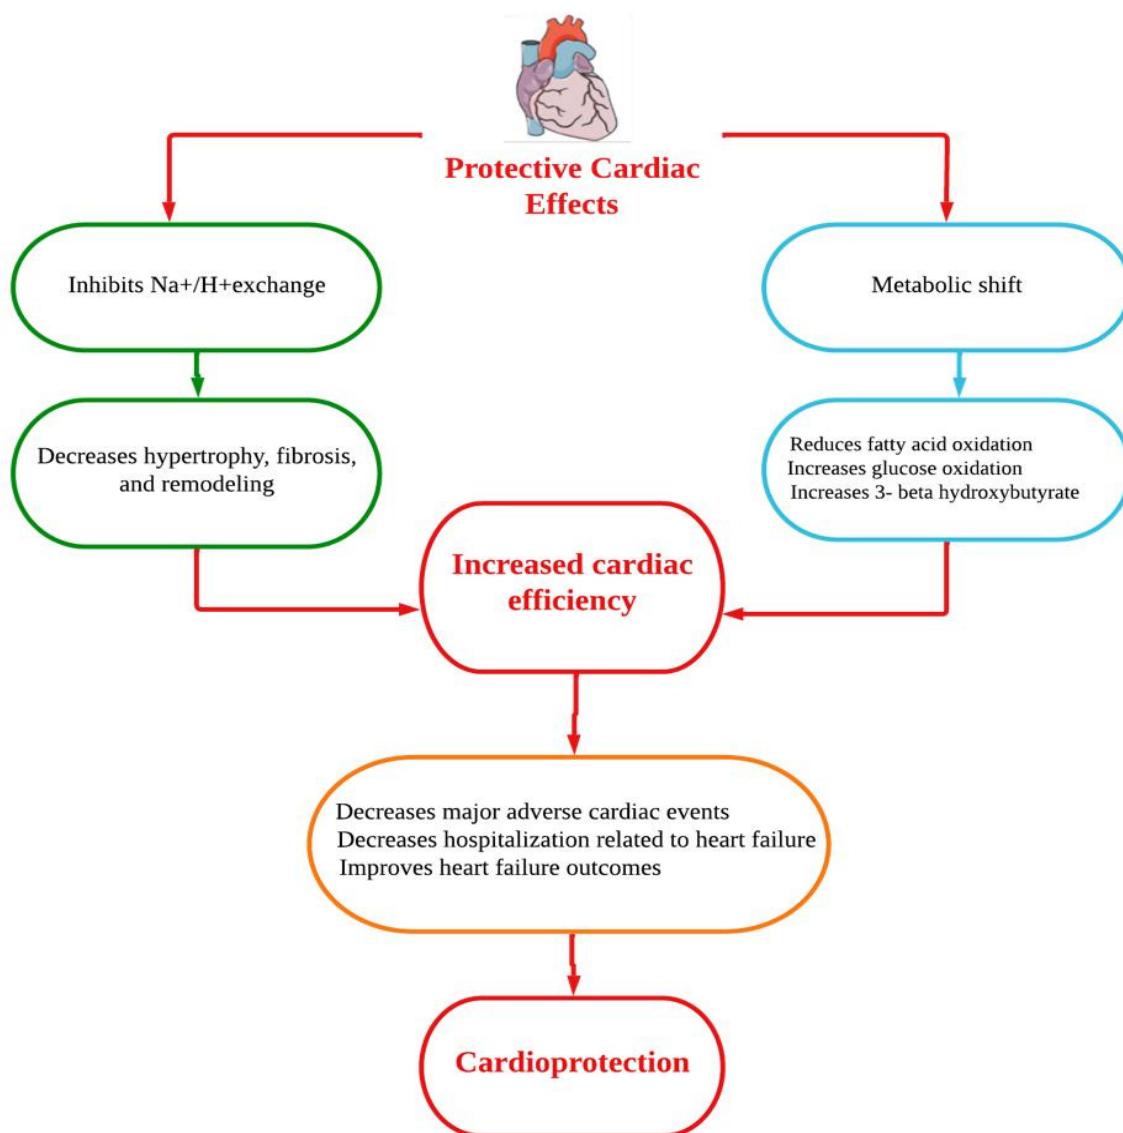 Protective Cardiac
Effects
Inhibits Na+/H+exchange
Metabolic shift
Decreases hypertrophy, fibrosis,
and remodeling
Reduces fatty acid oxidation
Increases glucose oxidation
Increases 3- beta hydroxybutyrate
Increased cardiac
efficiency
Decreases major adverse cardiac events
Decreases hospitalization related to heart failure
Improves heart failure outcomes
Cardioprotection